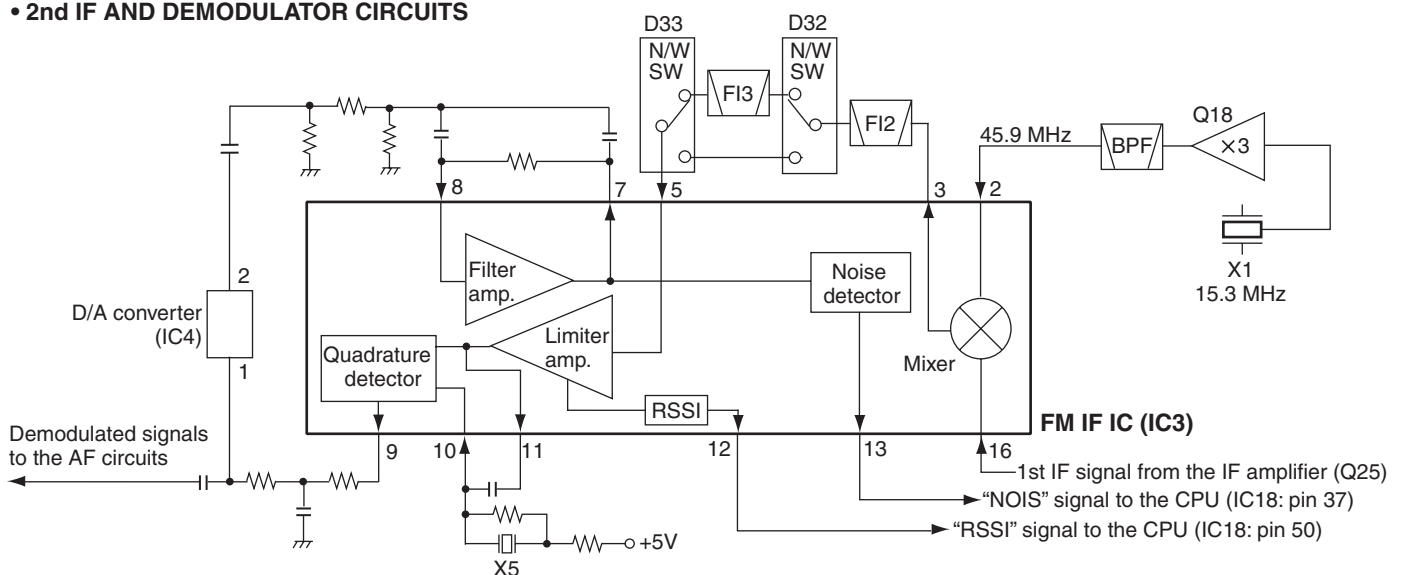 • 2nd IF AND DEMODULATOR CIRCUITS
D33
D32
N/W
SW
N/W
SW
FI3
FI2
45.9 MHz
BPF
Q18
×3
X1
15.3 MHz
8
7
5
3
2
Filter
amp.
Noise
detector
Limiter
amp.
Quadrature
detector
Mixer
RSSI
2
D/A converter
(IC4)
1
FM IF IC (IC3)
9
10
11
12
13
16
Demodulated signals
to the AF circuits
1st IF signal from the IF amplifier (Q25)
“NOIS” signal to the CPU (IC18: pin 37)
“RSSI” signal to the CPU (IC18: pin 50)
+5V
X5